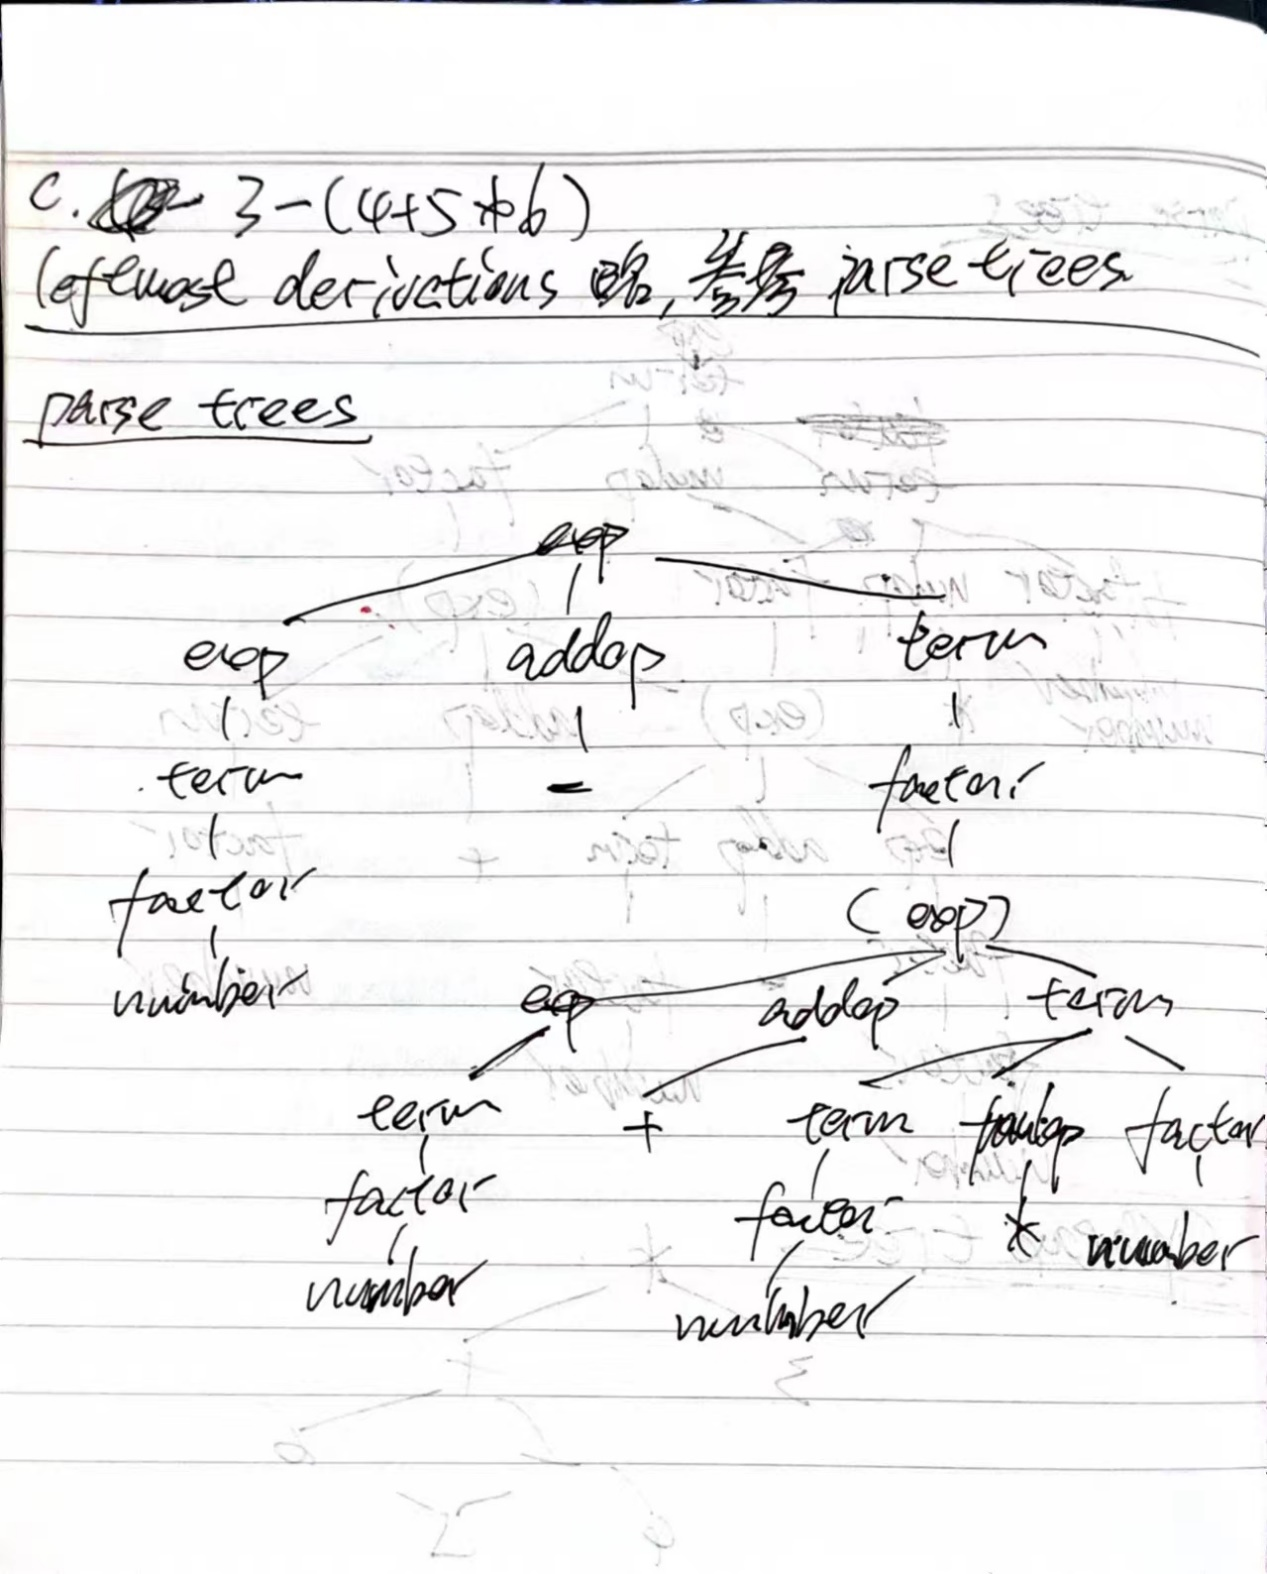 c. 3-(4+5*6)
leftmost derivations 略, 参考 parse trees
parse trees
exp
exp addop term
term - factor
factor ( exp )
number exp addop term
term + term mulop factor
factor factor * number
number number